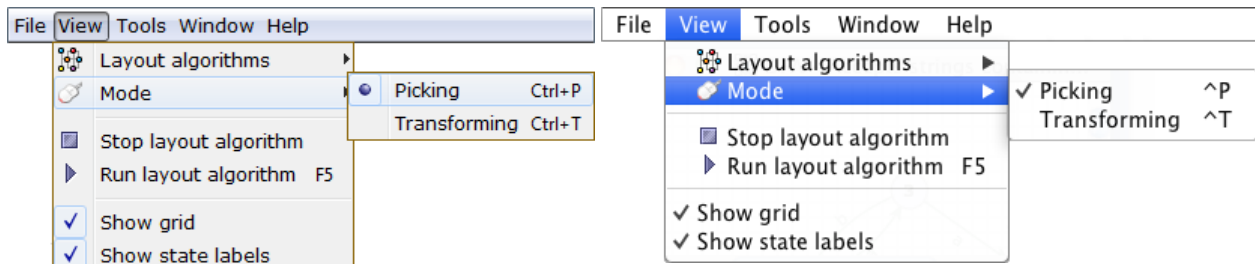 File View Tools Window Help
Layout algorithms
Mode
Picking Ctrl+P
Transforming Ctrl+T
Stop layout algorithm
Run layout algorithm F5
Show grid
Show state labels
File View Tools Window Help
Layout algorithms
Mode
Picking ^P
Transforming ^T
Stop layout algorithm
Run layout algorithm F5
Show grid
Show state labels